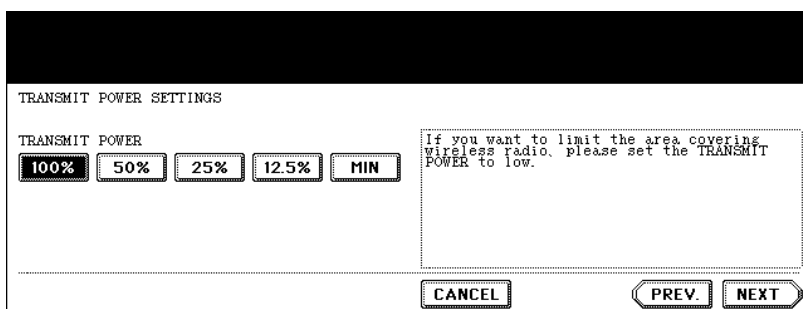 TRANSMIT POWER SETTINGS
TRANSMIT POWER
100% 50% 25% 12.5% MIN
If you want to limit the area covering
wireless radio, please set the TRANSMIT
POWER to low.
CANCEL PREV. NEXT